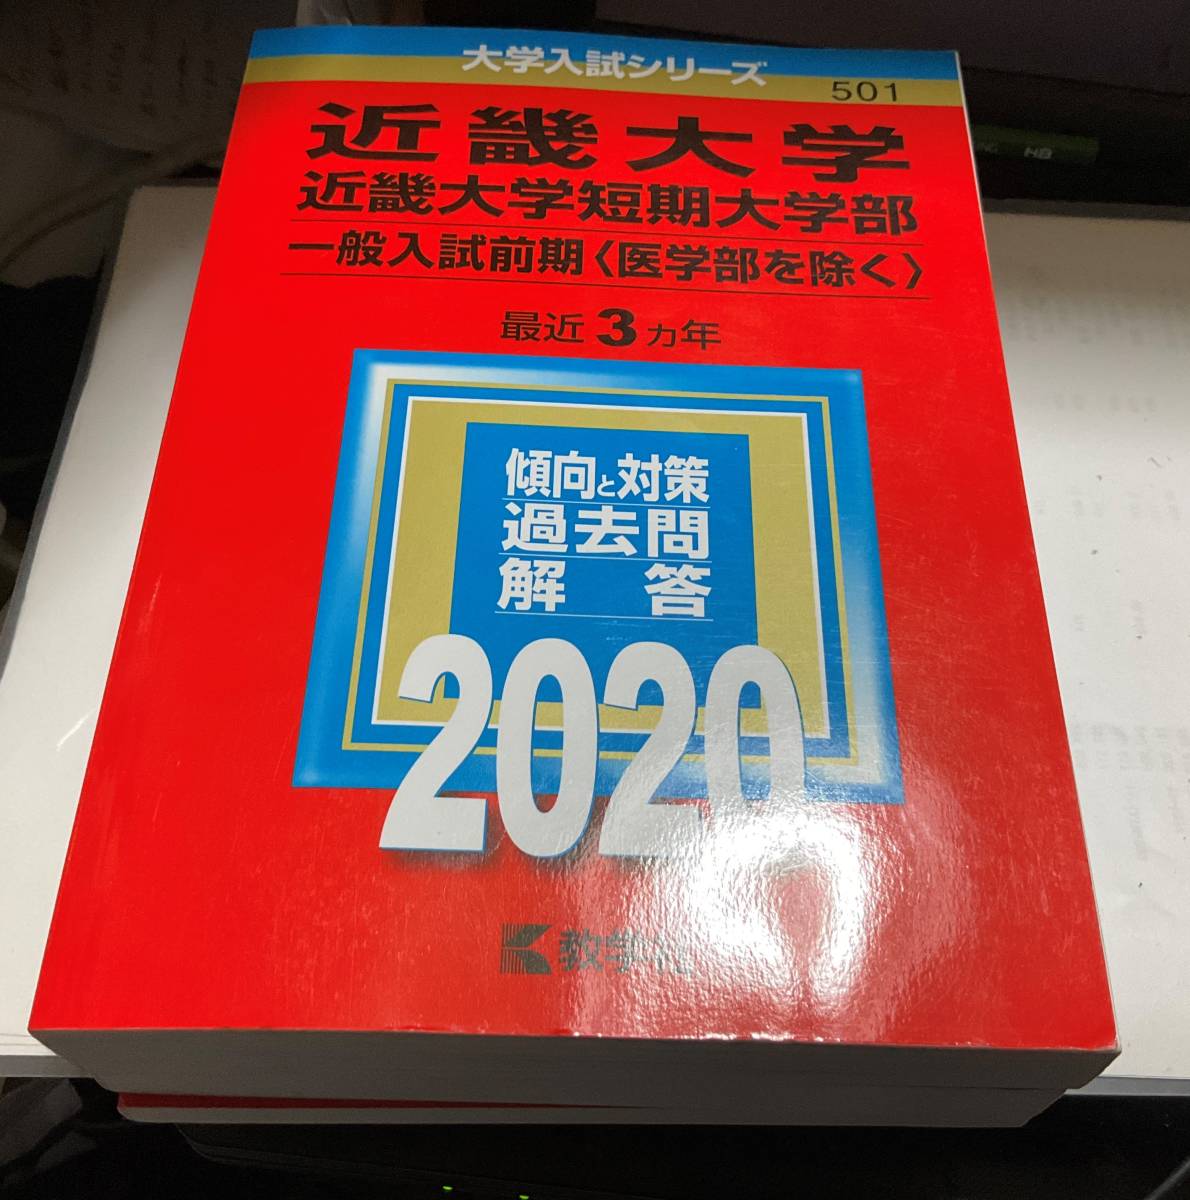 大学入試シリーズ
501
近畿大学
近畿大学短期大学部
一般入試前期〈医学部を除く〉
最近3カ年
傾向と対策
過去問
解答
2020
教学社
HB